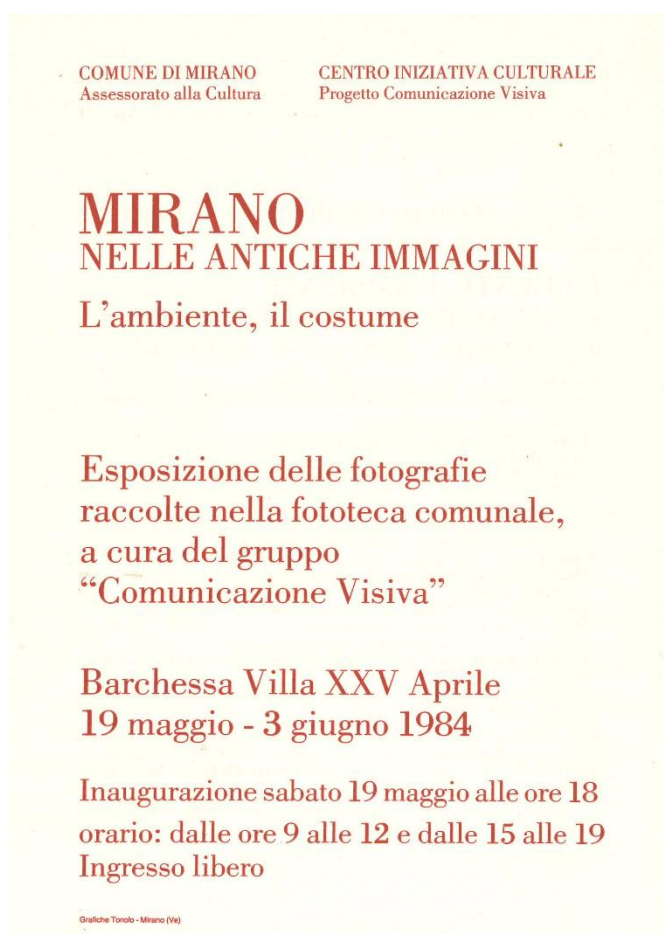 COMUNE DI MIRANO
Assessorato alla Cultura
CENTRO INIZIATIVA CULTURALE
Progetto Comunicazione Visiva
MIRANO
NELLE ANTICHE IMMAGINI
L'ambiente, il costume
Esposizione delle fotografie
raccolte nella fototeca comunale,
a cura del gruppo
“Comunicazione Visiva”
Barchessa Villa XXV Aprile
19 maggio - 3 giugno 1984
Inaugurazione sabato 19 maggio alle ore 18
orario: dalle ore 9 alle 12 e dalle 15 alle 19
Ingresso libero
Grafiche Tonolo - Mirano (Ve)